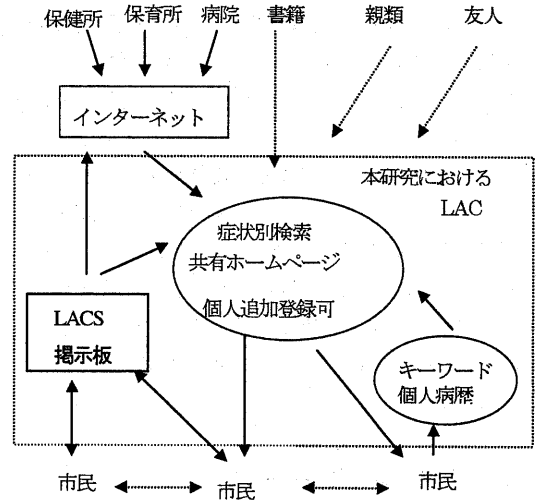 保健所 保育所 病院 書籍 親類 友人
インターネット
本研究における
LAC
症状別検索
共有ホームページ
個人追加登録可
LACS
掲示板
キーワード
個人病歴
市民 市民 市民